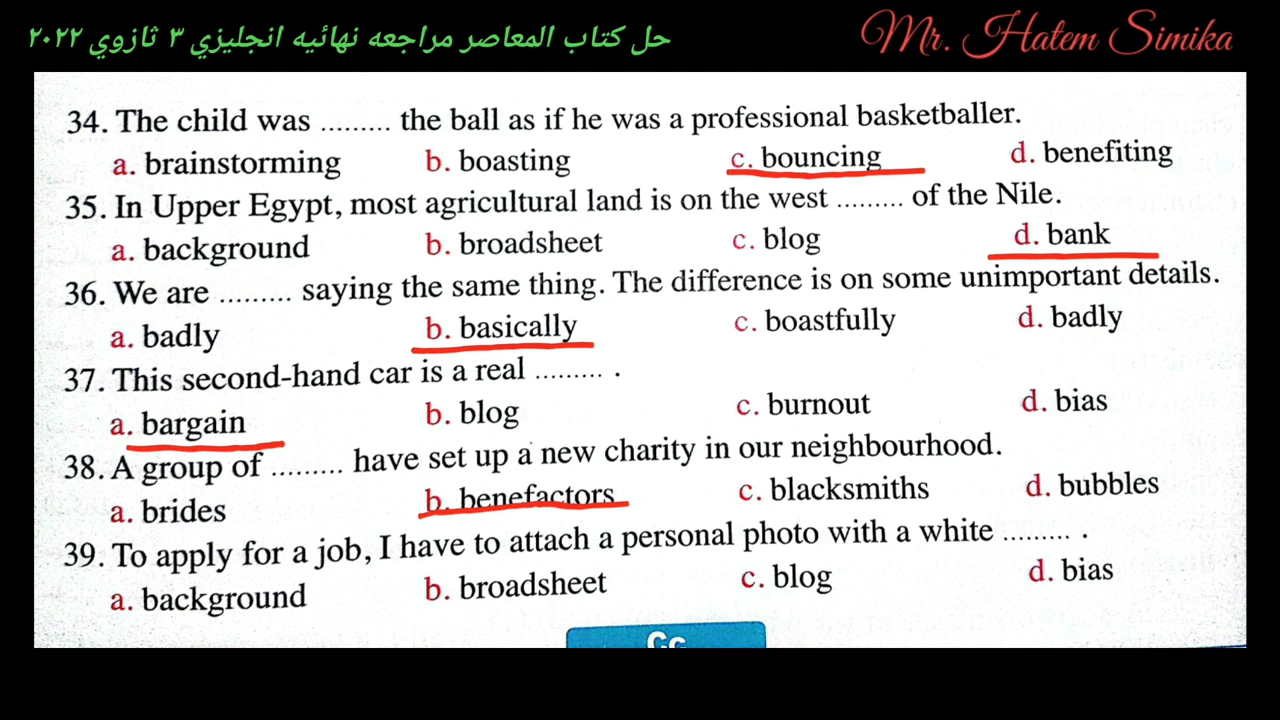 حل كتاب المعاصر مراجعه نهائيه انجليزي ٣ ثازوي ٢٠٢٢
Mr. Hatem Simika
34. The child was ......... the ball as if he was a professional basketballer.
a. brainstorming b. boasting c. bouncing d. benefiting
35. In Upper Egypt, most agricultural land is on the west ......... of the Nile.
a. background b. broadsheet c. blog d. bank
36. We are ......... saying the same thing. The difference is on some unimportant details.
a. badly b. basically c. boastfully d. badly
37. This second-hand car is a real ......... .
a. bargain b. blog c. burnout d. bias
38. A group of ......... have set up a new charity in our neighbourhood.
a. brides b. benefactors c. blacksmiths d. bubbles
39. To apply for a job, I have to attach a personal photo with a white ......... .
a. background b. broadsheet c. blog d. bias
Cc